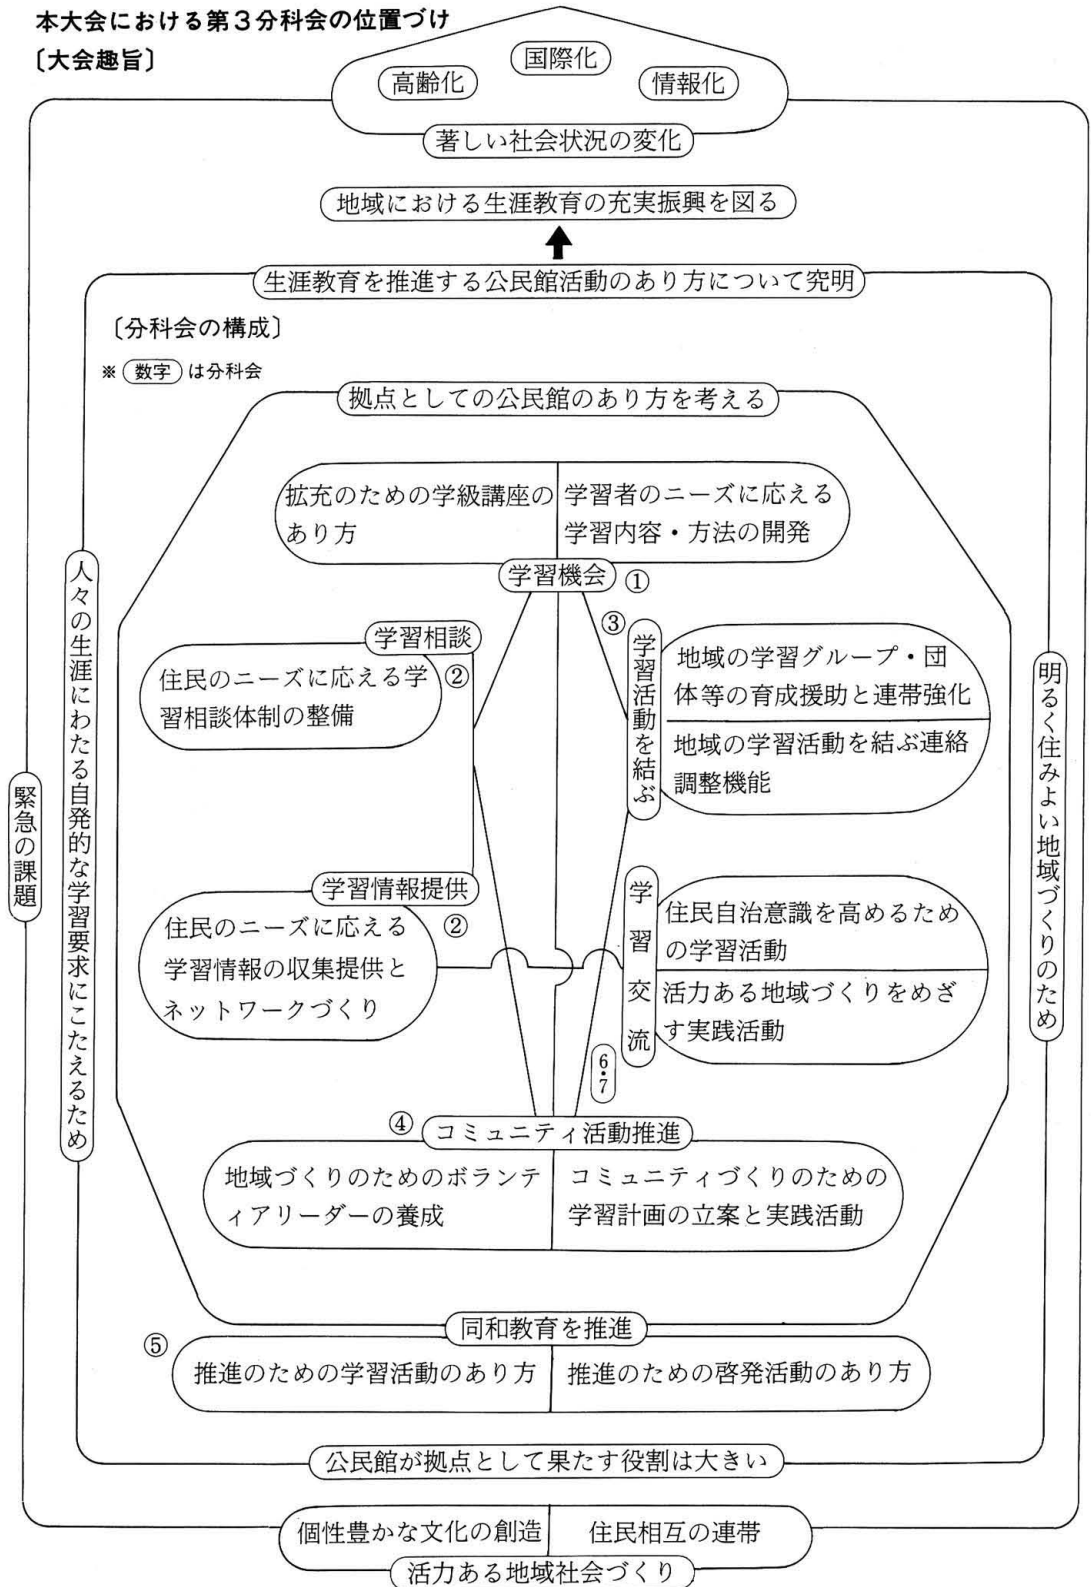 本大会における第３分科会の位置づけ
〔大会趣旨〕
国際化
高齢化
情報化
著しい社会状況の変化
地域における生涯教育の充実振興を図る
生涯教育を推進する公民館活動のあり方について究明
〔分科会の構成〕
※数字は分科会
拠点としての公民館のあり方を考える
拡充のための学級講座の
あり方
学習者のニーズに応える
学習内容・方法の開発
学習機会 ①
学習相談
②
住民のニーズに応える学
習相談体制の整備
③
学習活動を結ぶ
地域の学習グループ・団
体等の育成援助と連帯強化
地域の学習活動を結ぶ連絡
調整機能
人々の生涯にわたる自発的な学習要求にこたえるため
緊急の課題
明るく住みよい地域づくりのため
学習情報提供
②
住民のニーズに応える
学習情報の収集提供と
ネットワークづくり
学習交流
住民自治意識を高めるため
の学習活動
活力ある地域づくりをめざ
す実践活動
6・7
④
コミュニティ活動推進
地域づくりのためのボランテ
ィアリーダーの養成
コミュニティづくりのための
学習計画の立案と実践活動
同和教育を推進
⑤
推進のための学習活動のあり方
推進のための啓発活動のあり方
公民館が拠点として果たす役割は大きい
個性豊かな文化の創造
住民相互の連帯
活力ある地域社会づくり